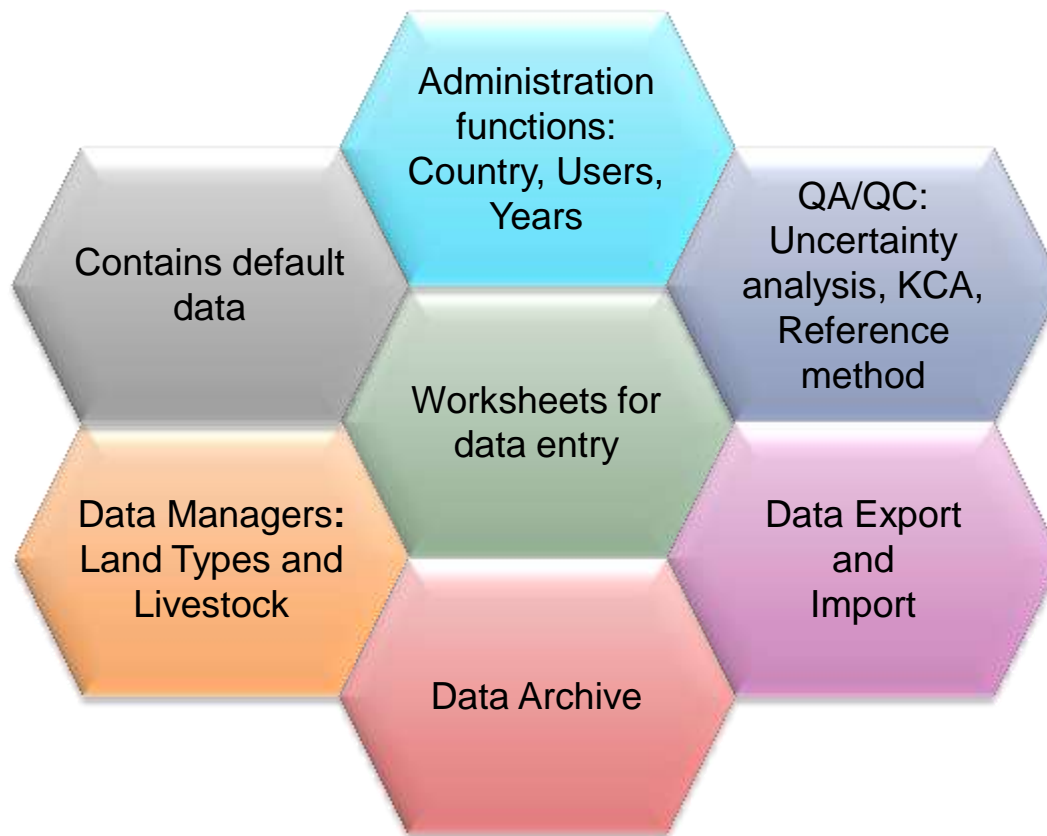 Administration
functions:
Country, Users,
Years
Contains default
data
QA/QC:
Uncertainty
analysis, KCA,
Reference
method
Worksheets for
data entry
Data Managers:
Land Types and
Livestock
Data Export
and
Import
Data Archive